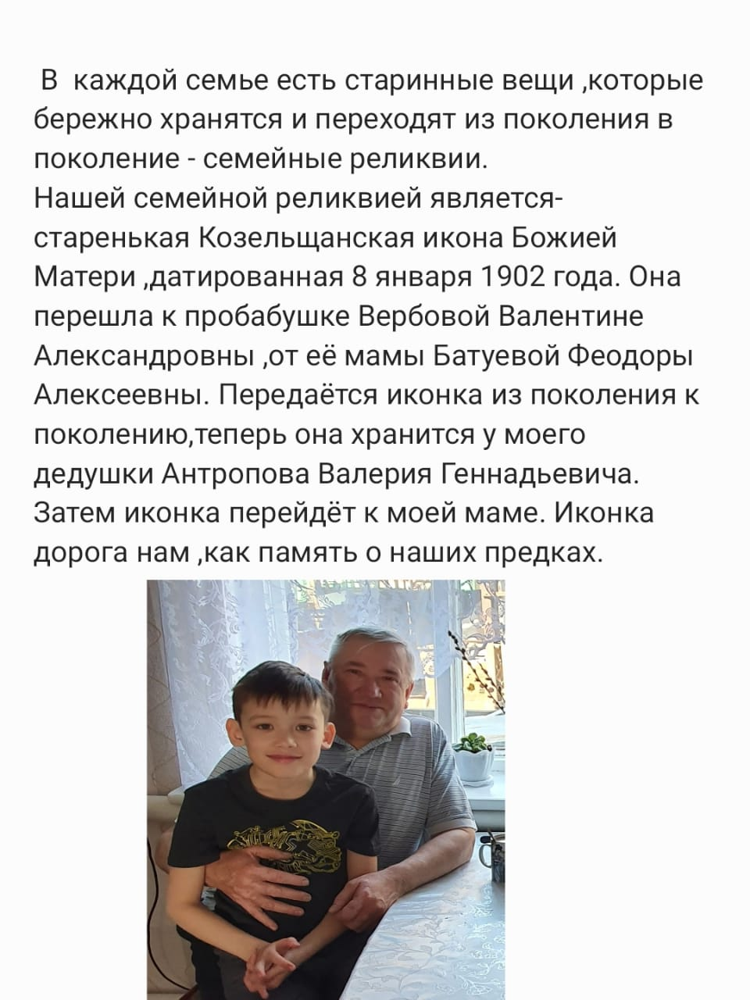 В  каждой семье есть старинные вещи ,которые
бережно хранятся и переходят из поколения в
поколение - семейные реликвии.
Нашей семейной реликвией является-
старенькая Козельщанская икона Божией
Матери ,датированная 8 января 1902 года. Она
перешла к пробабушке Вербовой Валентине
Александровны ,от её мамы Батуевой Феодоры
Алексеевны. Передаётся иконка из поколения к
поколению,теперь она хранится у моего
дедушки Антропова Валерия Геннадьевича.
Затем иконка перейдёт к моей маме. Иконка
дорога нам ,как память о наших предках.